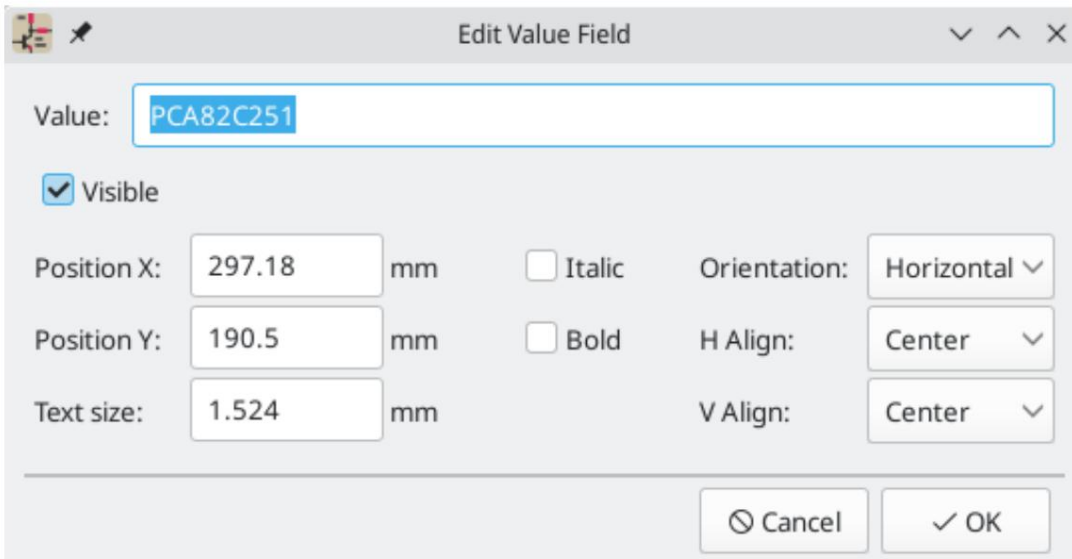 Edit Value Field
Value: PCA82C251
Visible
Position X: 297.18 mm Italic Orientation: Horizontal
Position Y: 190.5 mm Bold H Align: Center
Text size: 1.524 mm V Align: Center
Cancel OK